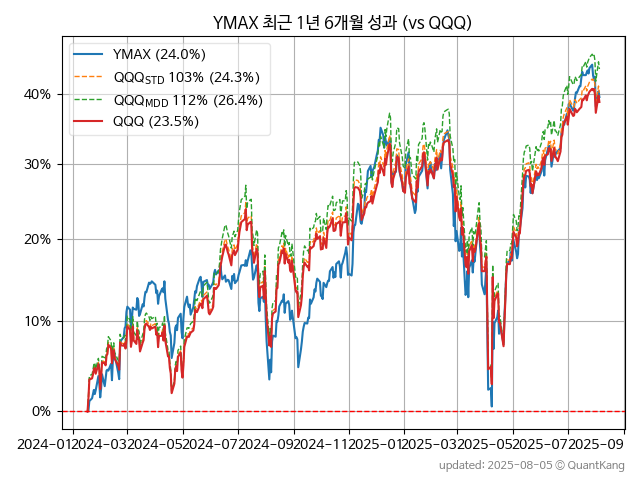 YMAX 최근 1년 6개월 성과 (vs QQQ)
YMAX (24.0%)
QQQSTD 103% (24.3%)
QQQMDD 112% (26.4%)
QQQ (23.5%)
40%
30%
20%
10%
0%
2024-01 2024-03 2024-05 2024-07 2024-09 2024-11 2025-01 2025-03 2025-05 2025-07 2025-09
updated: 2025-08-05 © QuantKang